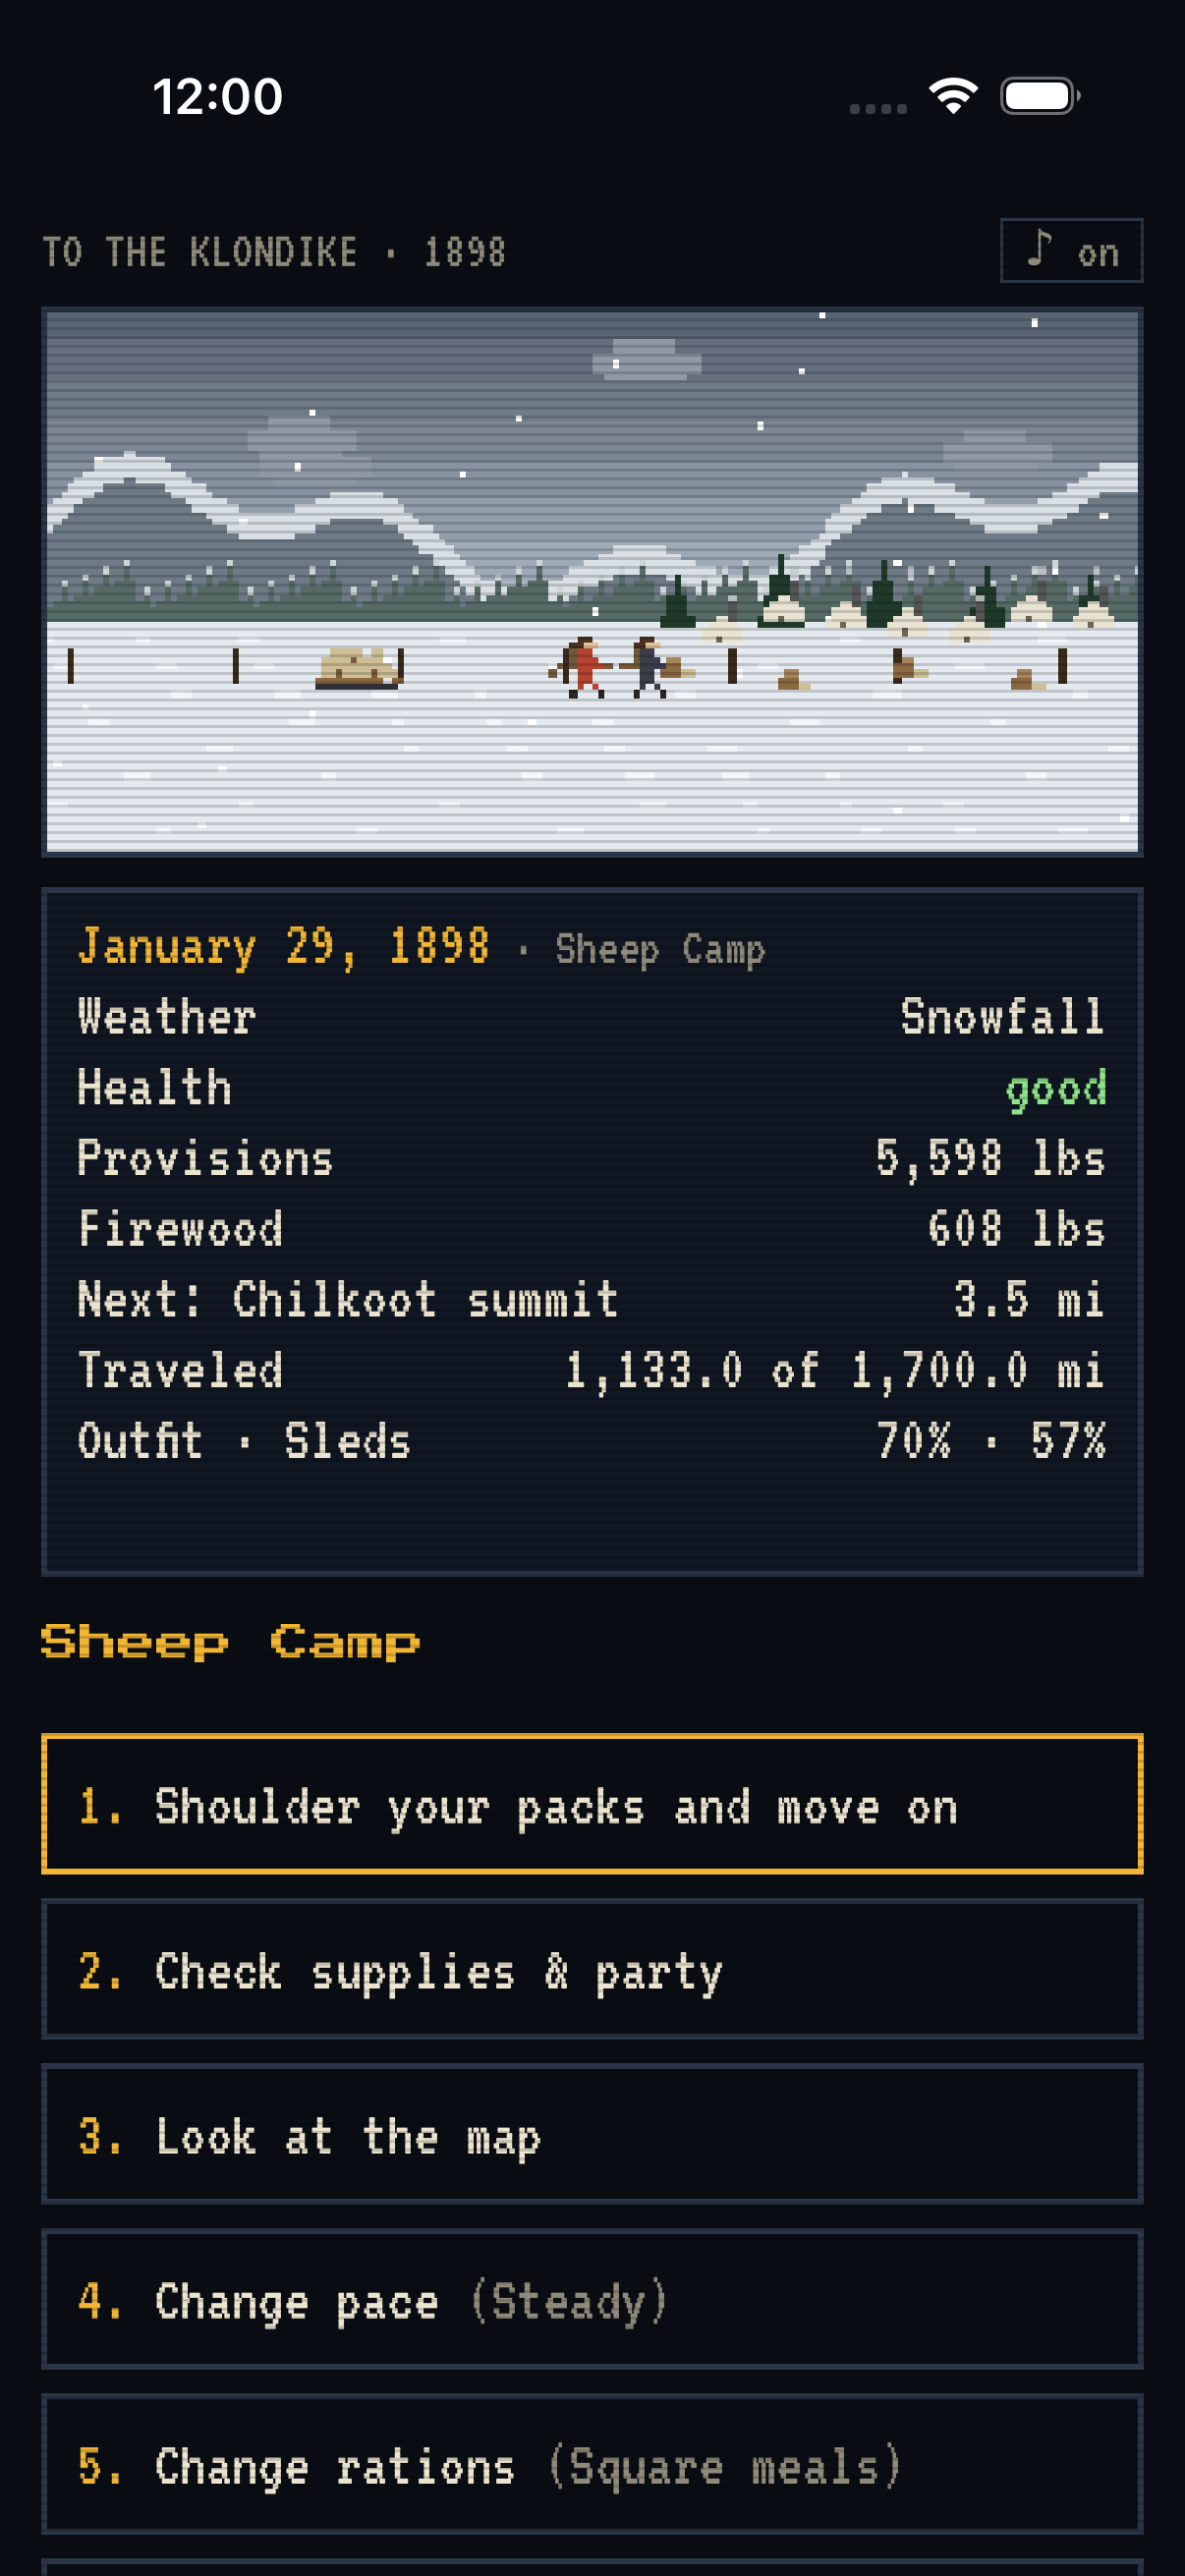 12:00
TO THE KLONDIKE · 1898
♪ on
January 29, 1898 · Sheep Camp
Weather Snowfall
Health good
Provisions 5,598 lbs
Firewood 608 lbs
Next: Chilkoot summit 3.5 mi
Traveled 1,133.0 of 1,700.0 mi
Outfit · Sleds 70% · 57%
Sheep Camp
1. Shoulder your packs and move on
2. Check supplies & party
3. Look at the map
4. Change pace (Steady)
5. Change rations (Square meals)